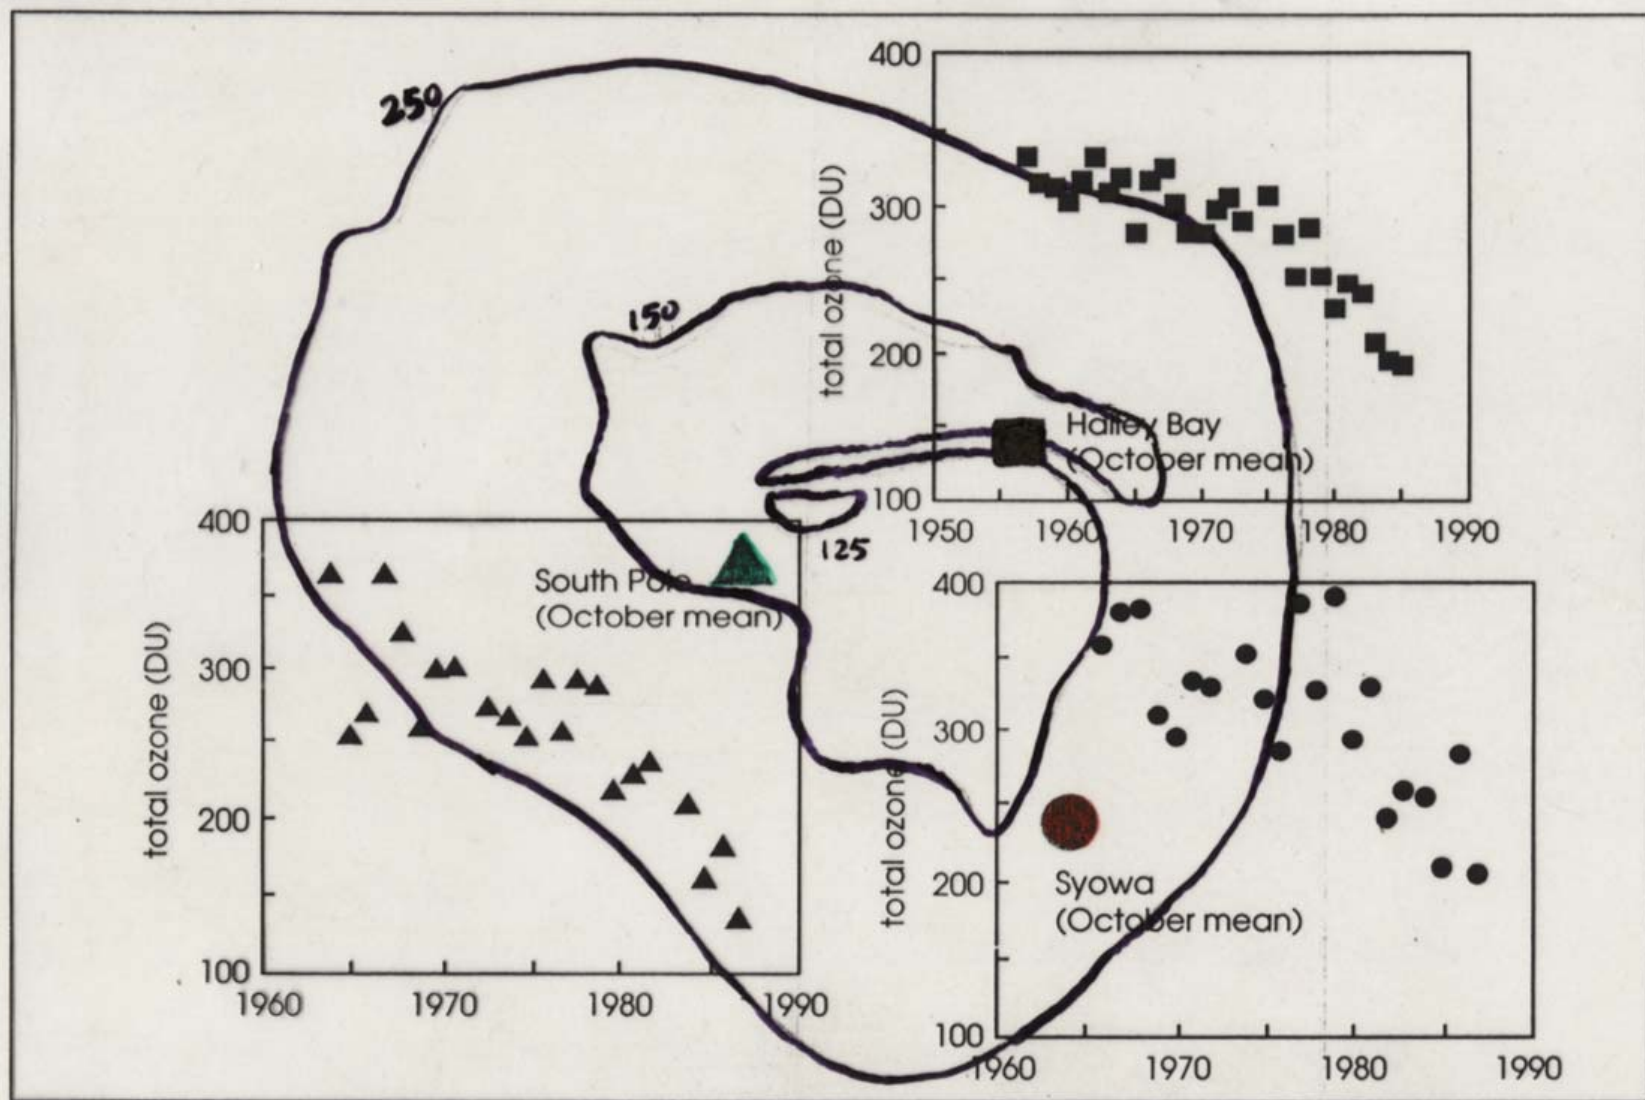 250
150
125
400
300
200
100
total ozone (DU)
Halley Bay
(October mean)
1950 1960 1970 1980 1990
400
300
200
100
total ozone (DU)
South Pole
(October mean)
1960 1970 1980 1990
400
300
200
100
total ozone (DU)
Syowa
(October mean)
1960 1970 1980 1990